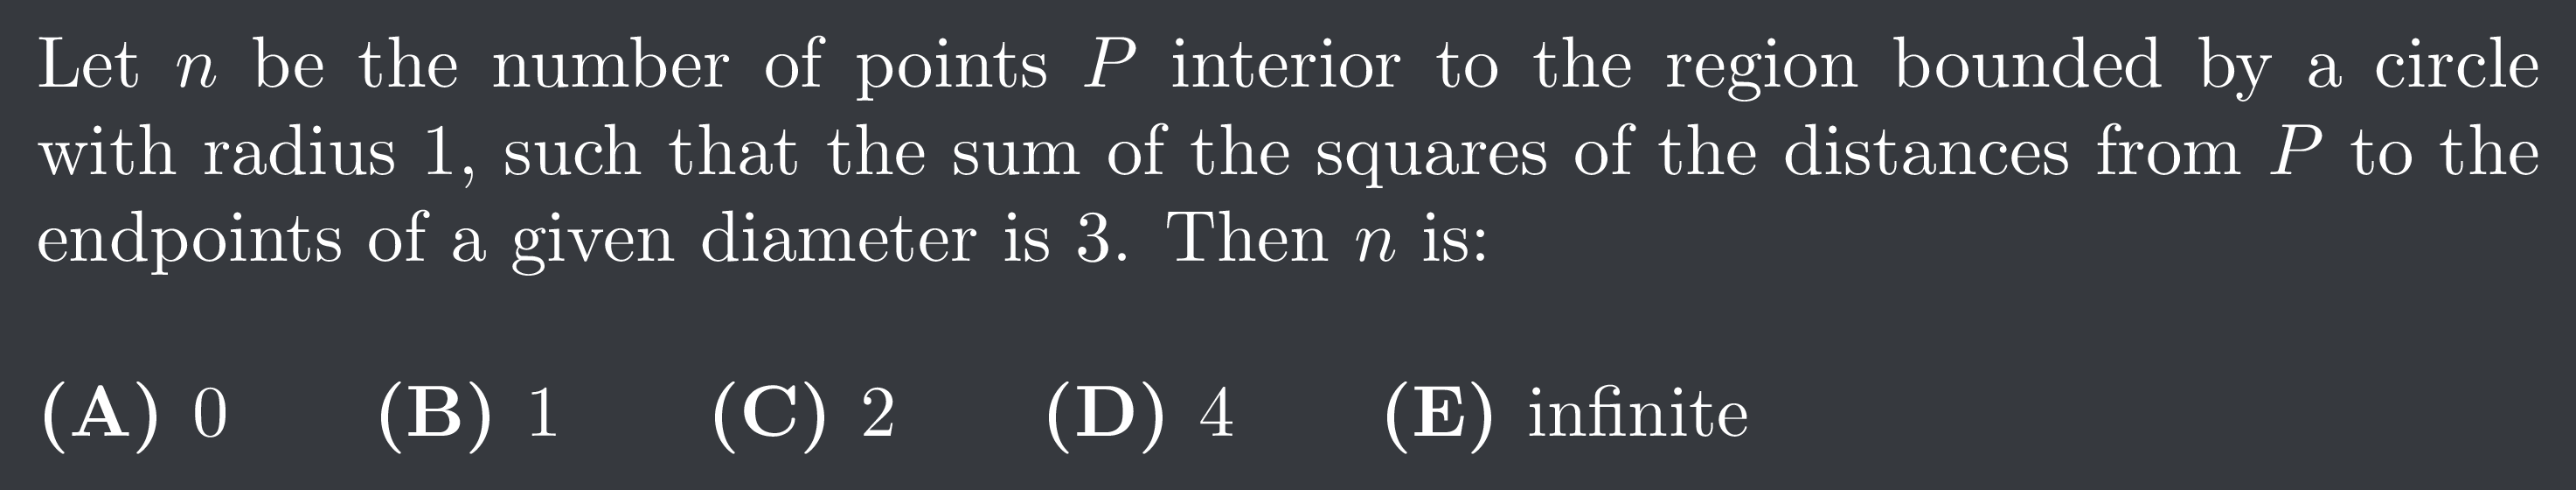 Let n be the number of points P interior to the region bounded by a circle
with radius 1, such that the sum of the squares of the distances from P to the
endpoints of a given diameter is 3. Then n is:
(A) 0 (B) 1 (C) 2 (D) 4 (E) infinite